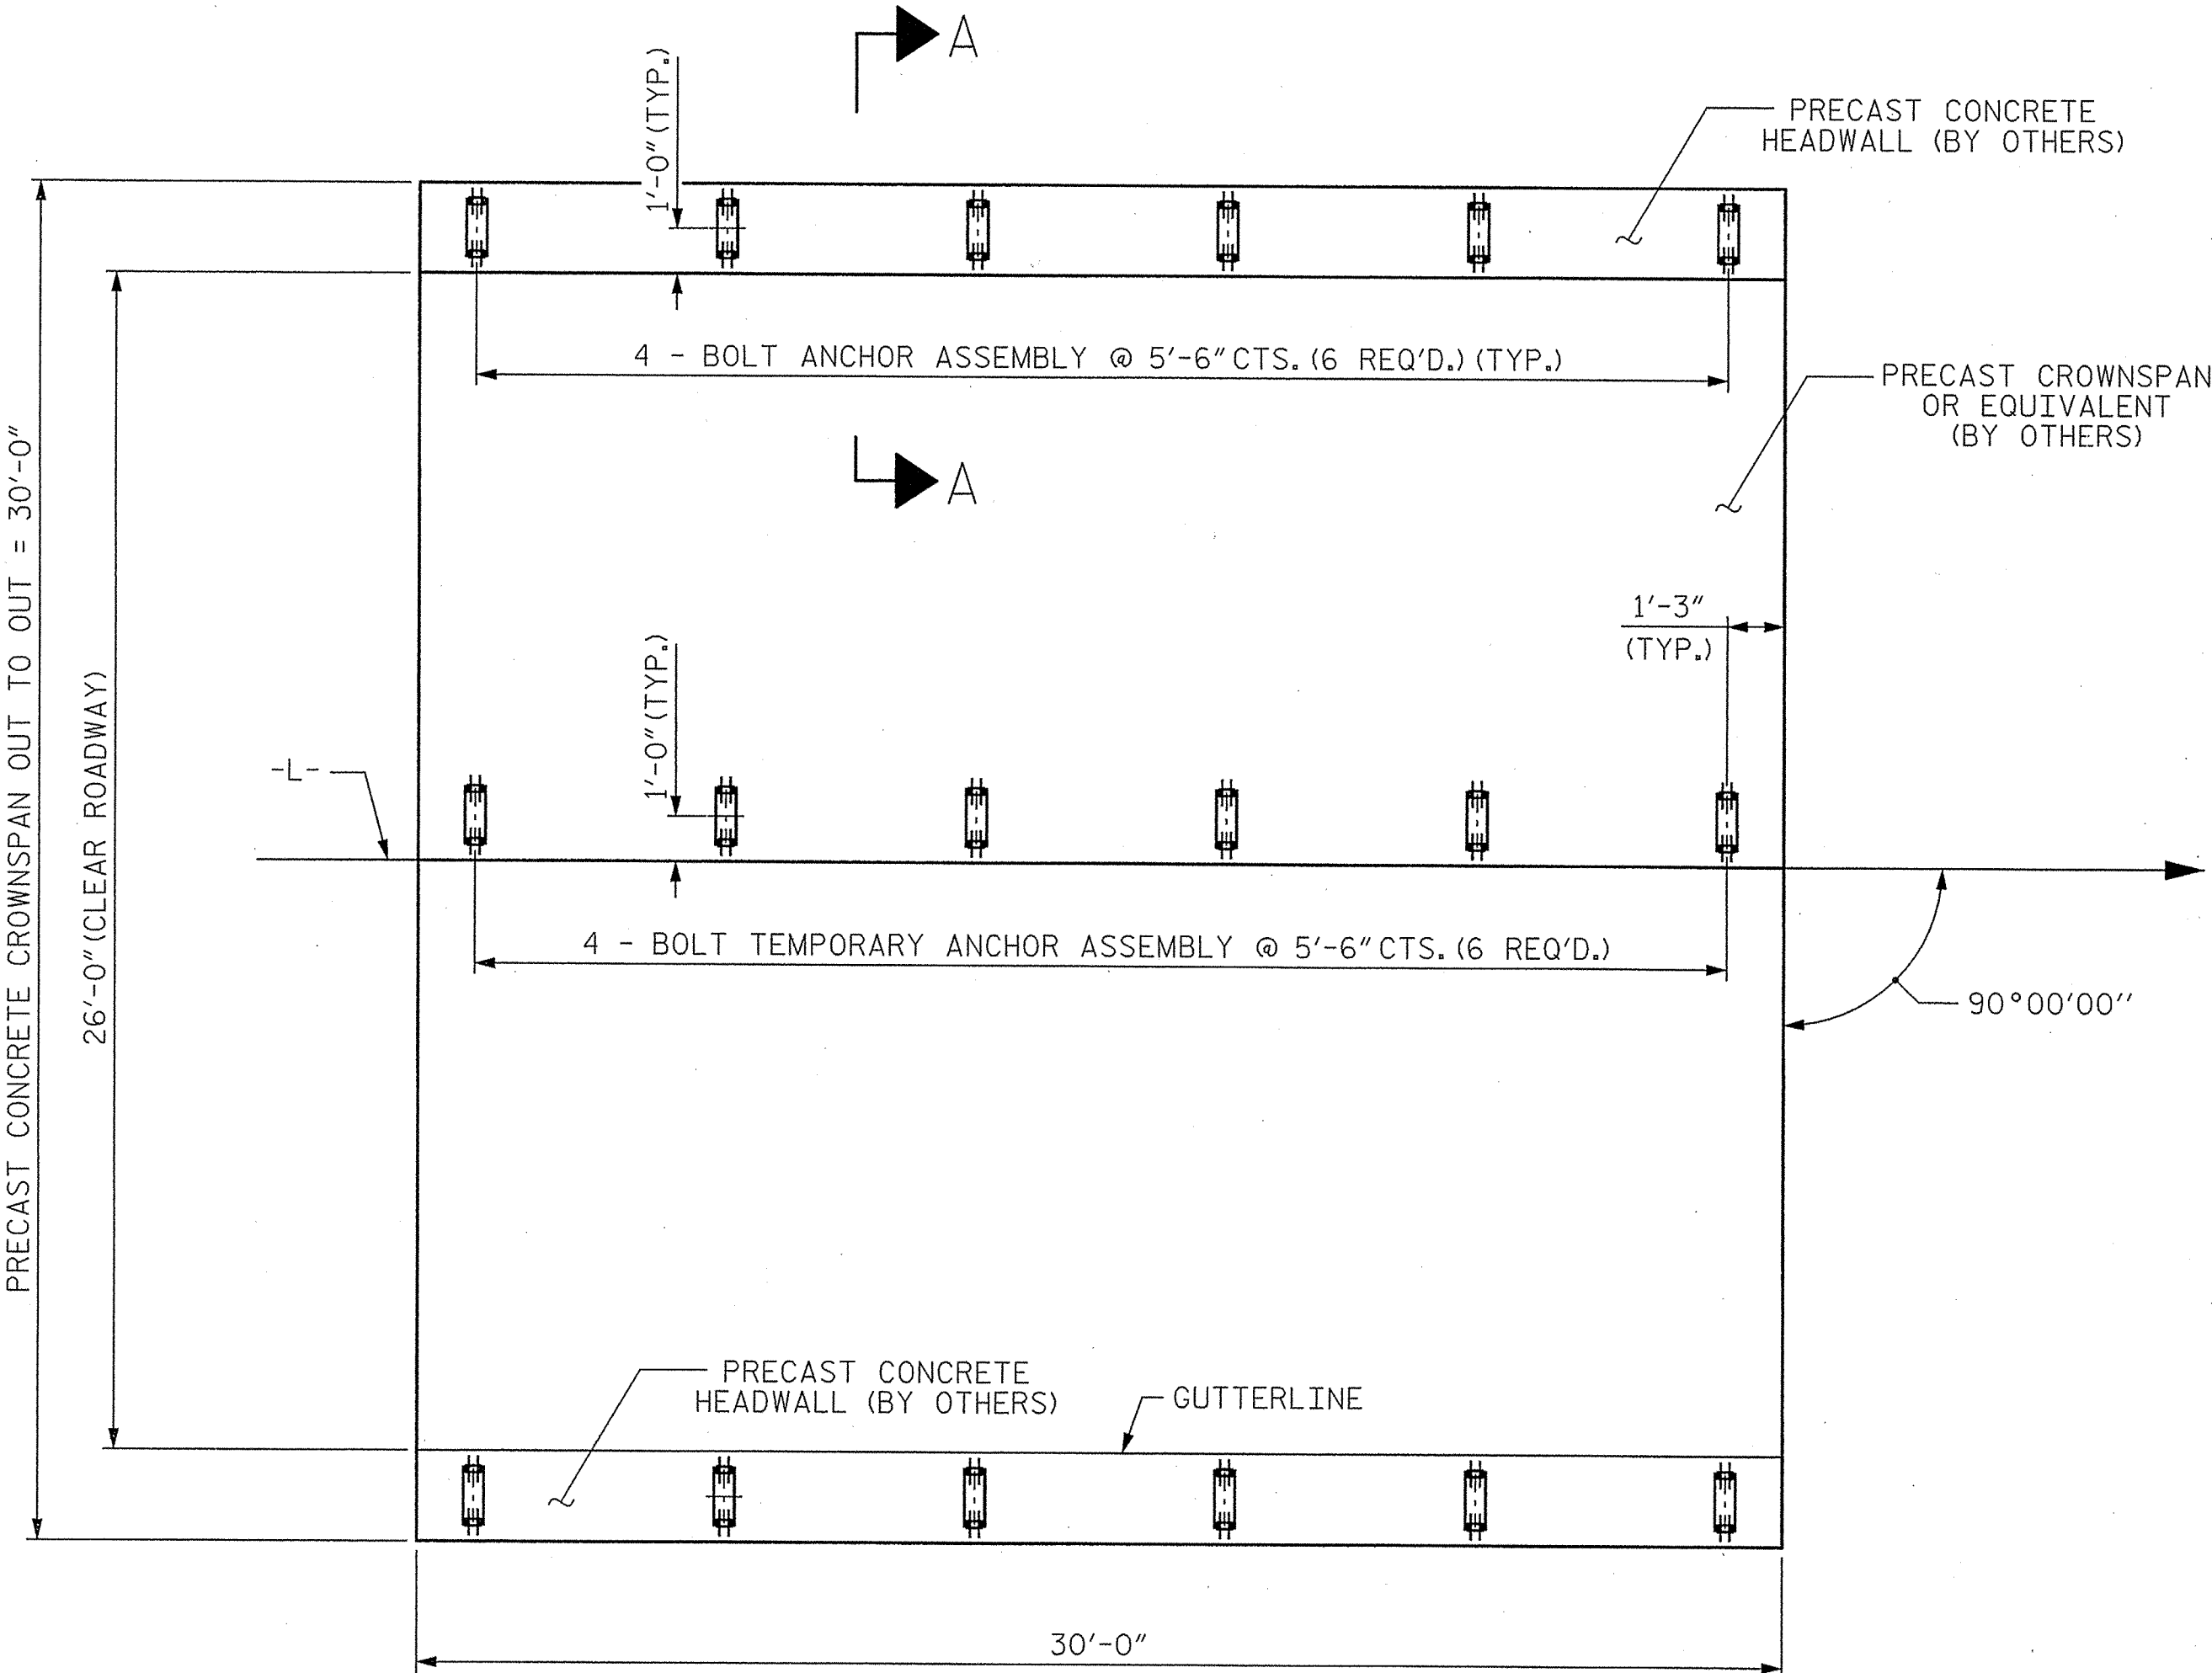 A
1'-0" (TYP.)
PRECAST CONCRETE
HEADWALL (BY OTHERS)
4 - BOLT ANCHOR ASSEMBLY @ 5'-6" CTS. (6 REQ'D.) (TYP.)
PRECAST CROWNSPAN
OR EQUIVALENT
(BY OTHERS)
A
PRECAST CONCRETE CROWNSPAN OUT TO OUT = 30'-0"
26'-0" (CLEAR ROADWAY)
1'-3"
(TYP.)
1'-0" (TYP.)
-L-
4 - BOLT TEMPORARY ANCHOR ASSEMBLY @ 5'-6" CTS. (6 REQ'D.)
90°00'00"
PRECAST CONCRETE
HEADWALL (BY OTHERS)
GUTTERLINE
30'-0"